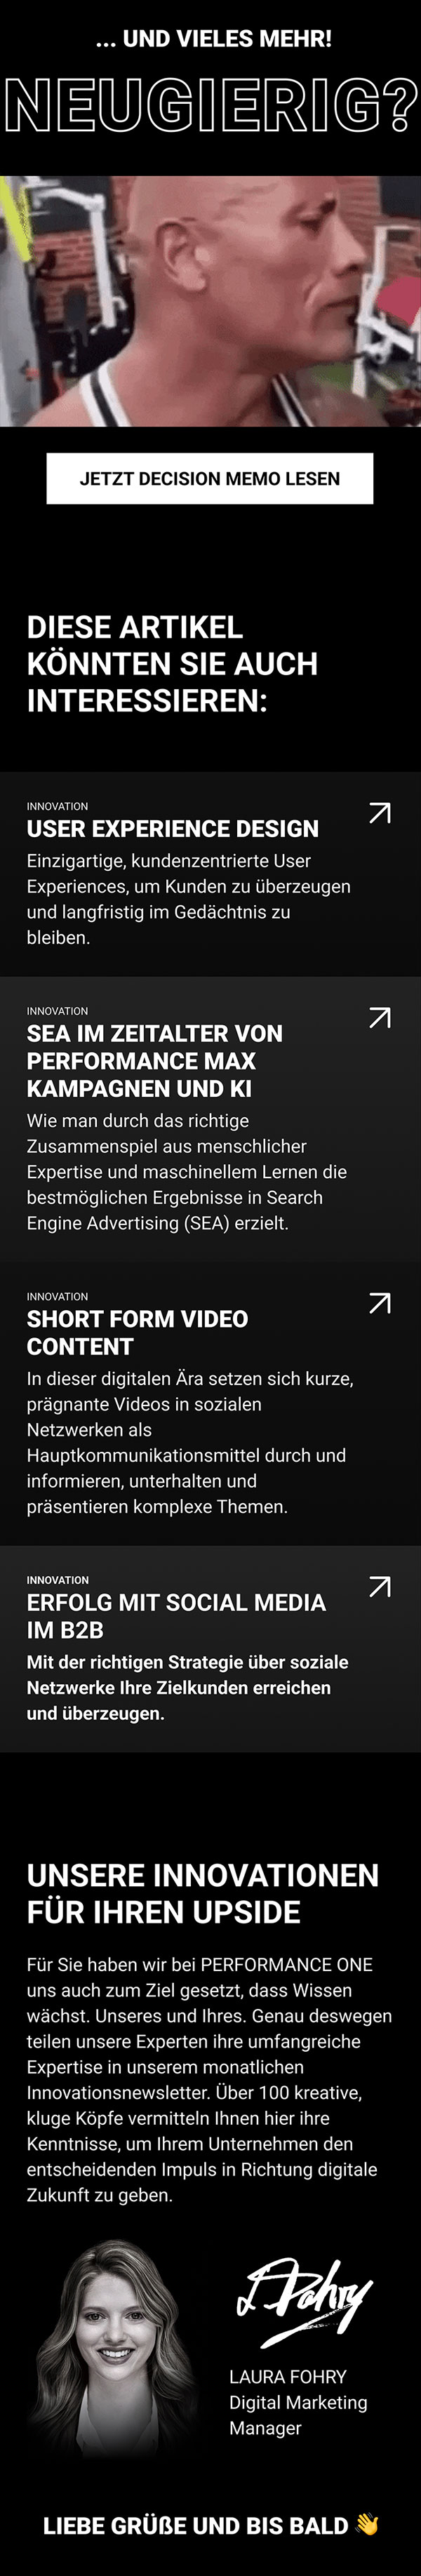 ... UND VIELES MEHR!
NEUGIERIG?
JETZT DECISION MEMO LESEN
DIESE ARTIKEL
KÖNNTEN SIE AUCH
INTERESSIEREN:
INNOVATION
USER EXPERIENCE DESIGN
Einzigartige, kundenzentrierte User
Experiences, um Kunden zu überzeugen
und langfristig im Gedächtnis zu
bleiben.
INNOVATION
SEA IM ZEITALTER VON
PERFORMANCE MAX
KAMPAGNEN UND KI
Wie man durch das richtige
Zusammenspiel aus menschlicher
Expertise und maschinellem Lernen die
bestmöglichen Ergebnisse in Search
Engine Advertising (SEA) erzielt.
INNOVATION
SHORT FORM VIDEO
CONTENT
In dieser digitalen Ära setzen sich kurze,
prägnante Videos in sozialen
Netzwerken als
Hauptkommunikationsmittel durch und
informieren, unterhalten und
präsentieren komplexe Themen.
INNOVATION
ERFOLG MIT SOCIAL MEDIA
IM B2B
Mit der richtigen Strategie über soziale
Netzwerke Ihre Zielkunden erreichen
und überzeugen.
UNSERE INNOVATIONEN
FÜR IHREN UPSIDE
Für Sie haben wir bei PERFORMANCE ONE
uns auch zum Ziel gesetzt, dass Wissen
wächst. Unseres und Ihres. Genau deswegen
teilen unsere Experten ihre umfangreiche
Expertise in unserem monatlichen
Innovationsnewsletter. Über 100 kreative,
kluge Köpfe vermitteln Ihnen hier ihre
Kenntnisse, um Ihrem Unternehmen den
entscheidenden Impuls in Richtung digitale
Zukunft zu geben.
L Fohry
LAURA FOHRY
Digital Marketing
Manager
LIEBE GRÜßE UND BIS BALD 👋